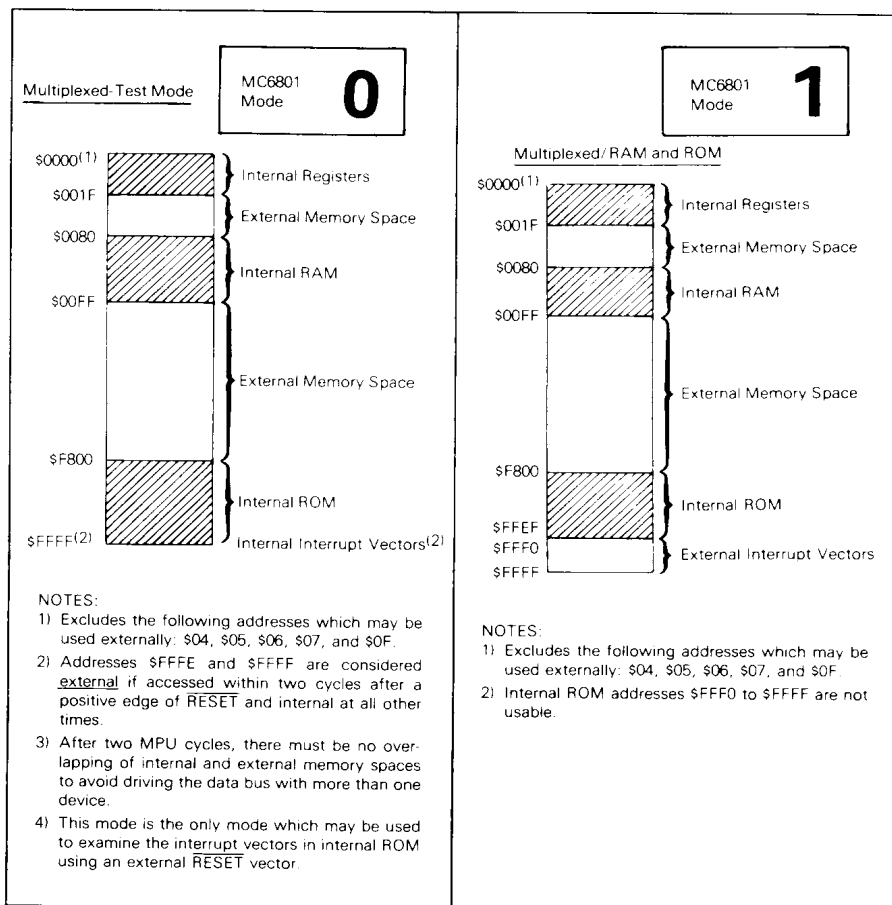 Multiplexed-Test Mode
MC6801
Mode
0
$0000(1)
Internal Registers
$001F
External Memory Space
$0080
Internal RAM
$00FF
External Memory Space
$F800
Internal ROM
$FFFF(2)
Internal Interrupt Vectors(2)
NOTES:
1) Excludes the following addresses which may be
used externally: $04, $05, $06, $07, and $0F.
2) Addresses $FFFE and $FFFF are considered
external if accessed within two cycles after a
positive edge of RESET and internal at all other
times.
3) After two MPU cycles, there must be no over-
lapping of internal and external memory spaces
to avoid driving the data bus with more than one
device.
4) This mode is the only mode which may be used
to examine the interrupt vectors in internal ROM
using an external RESET vector.
MC6801
Mode
1
Multiplexed/RAM and ROM
$0000(1)
Internal Registers
$001F
External Memory Space
$0080
Internal RAM
$00FF
External Memory Space
$F800
Internal ROM
$FFEF
$FFF0
External Interrupt Vectors
$FFFF
NOTES:
1) Excludes the following addresses which may be
used externally: $04, $05, $06, $07, and $0F.
2) Internal ROM addresses $FFF0 to $FFFF are not
usable.